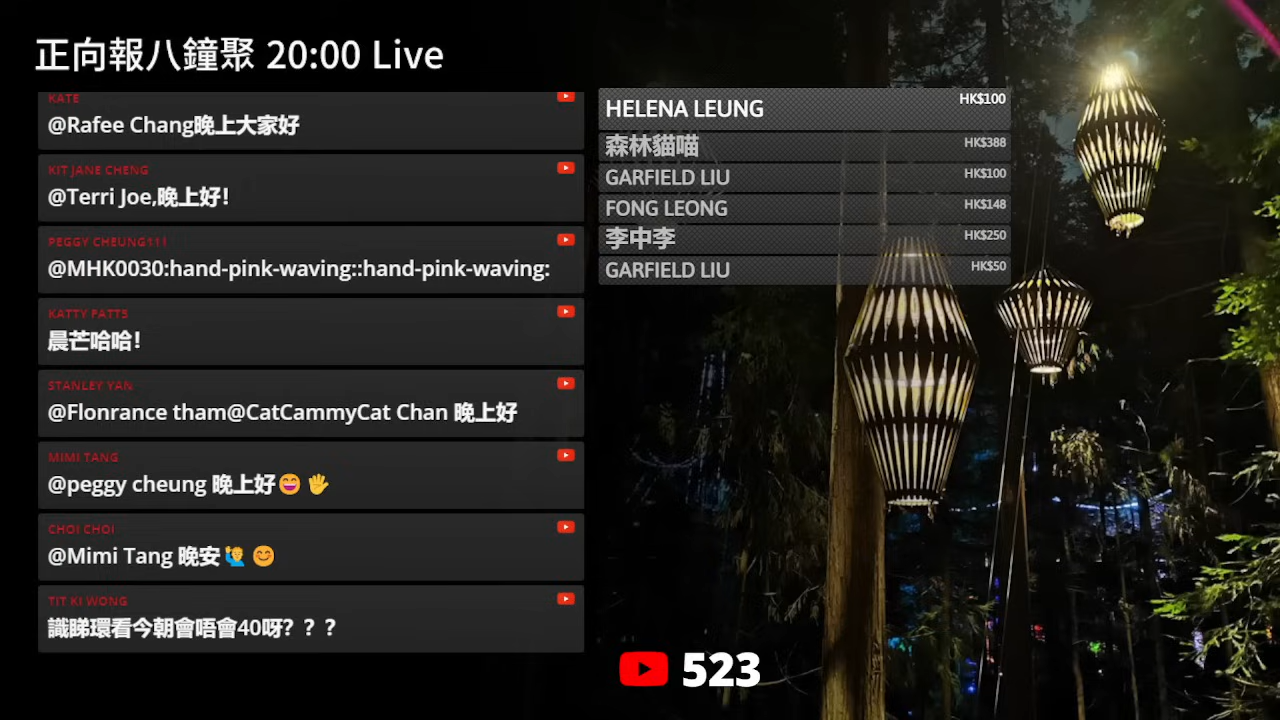 正向報八鐘聚 20:00 Live
KATE
@Rafee Chang晚上大家好
KIT JANE CHENG
@Terri Joe,晚上好！
PEGGY CHEUNG111
@MHK0030:hand-pink-waving::hand-pink-waving:
KATTY PATTS
晨芒哈哈！
STANLEY YAN
@Flonrance tham@CatCammyCat Chan 晚上好
MIMI TANG
@peggy cheung 晚上好😄🖐
CHOI CHOI
@Mimi Tang 晚安🙋‍♂️😊
TIT KI WONG
識睇環看今朝會唔會40呀？？？
HELENA LEUNG HK$100
森林貓喵 HK$388
GARFIELD LIU HK$100
FONG LEONG HK$148
李中李 HK$250
GARFIELD LIU HK$50
523